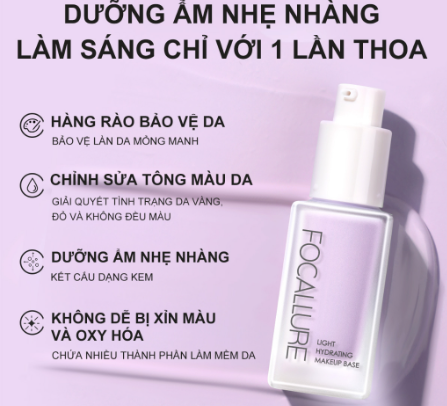 DƯỠNG ẨM NHẸ NHÀNG
LÀM SÁNG CHỈ VỚI 1 LẦN THOA
HÀNG RÀO BẢO VỆ DA
BẢO VỆ LÀN DA MỎNG MANH
CHỈNH SỬA TÔNG MÀU DA
GIẢI QUYẾT TÌNH TRẠNG DA VÀNG,
ĐỎ VÀ KHÔNG ĐỀU MÀU
DƯỠNG ẨM NHẸ NHÀNG
KẾT CẤU DẠNG KEM
KHÔNG DỄ BỊ XỈN MÀU
VÀ OXY HÓA
CHỨA NHIỀU THÀNH PHẦN LÀM MỀM DA
FOCALLURE
LIGHT
HYDRATING
MAKEUP BASE